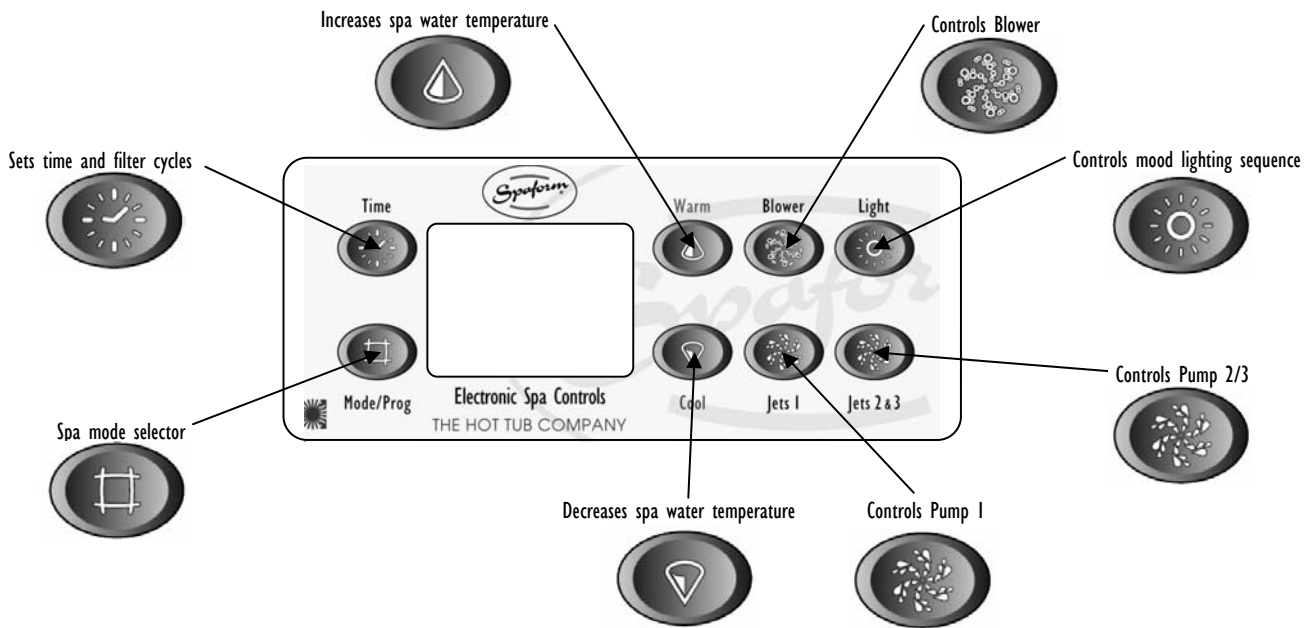 Increases spa water temperature
Controls Blower
Sets time and filter cycles
Controls mood lighting sequence
Spaform
Time
Warm
Blower
Light
Spaform
Controls Pump 2/3
Mode/Prog
Electronic Spa Controls
Cool
Jets 1
Jets 2 & 3
THE HOT TUB COMPANY
Spa mode selector
Decreases spa water temperature
Controls Pump 1